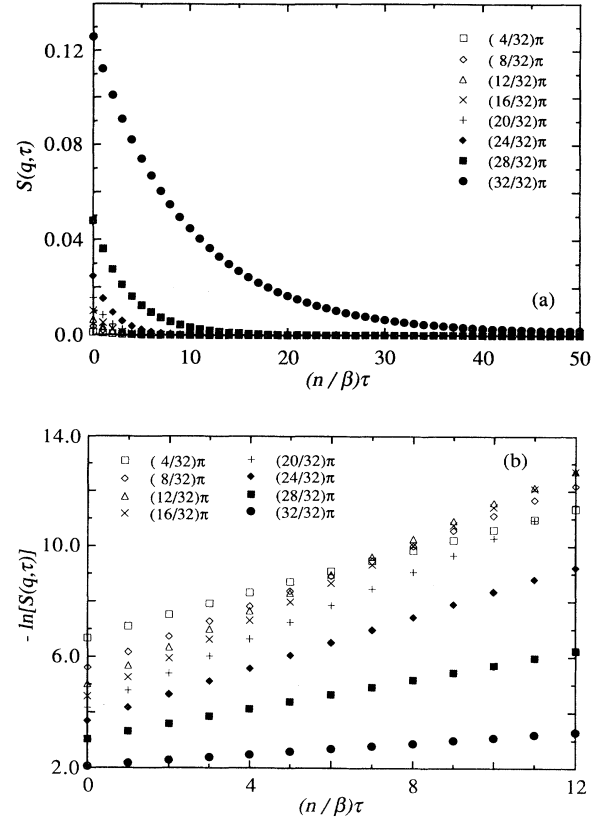 0.12
0.08
0.04
0.0
S(q,τ)
( 4/32)π
( 8/32)π
(12/32)π
(16/32)π
(20/32)π
(24/32)π
(28/32)π
(32/32)π
(a)
0 10 20 30 40 50
(n / β)τ
14.0
10.0
6.0
2.0
- ln[S(q,τ)]
( 4/32)π (20/32)π
( 8/32)π (24/32)π
(12/32)π (28/32)π
(16/32)π (32/32)π
(b)
0 4 8 12
(n / β)τ